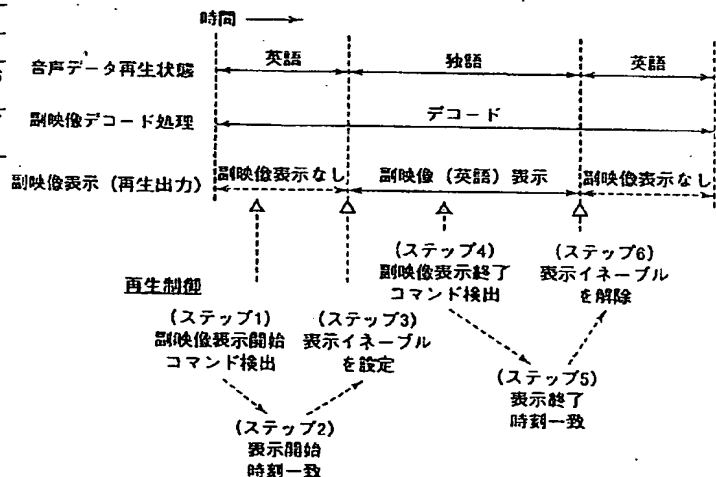 時間
英語 独語 英語
音声データ再生状態
デコード
副映像デコード処理
副映像表示なし 副映像(英語)表示 副映像表示なし
副映像表示(再生出力)
再生制御
(ステップ1)
副映像表示開始
コマンド検出
(ステップ2)
表示開始
時刻一致
(ステップ3)
表示イネーブル
を設定
(ステップ4)
副映像表示終了
コマンド検出
(ステップ5)
表示終了
時刻一致
(ステップ6)
表示イネーブル
を解除